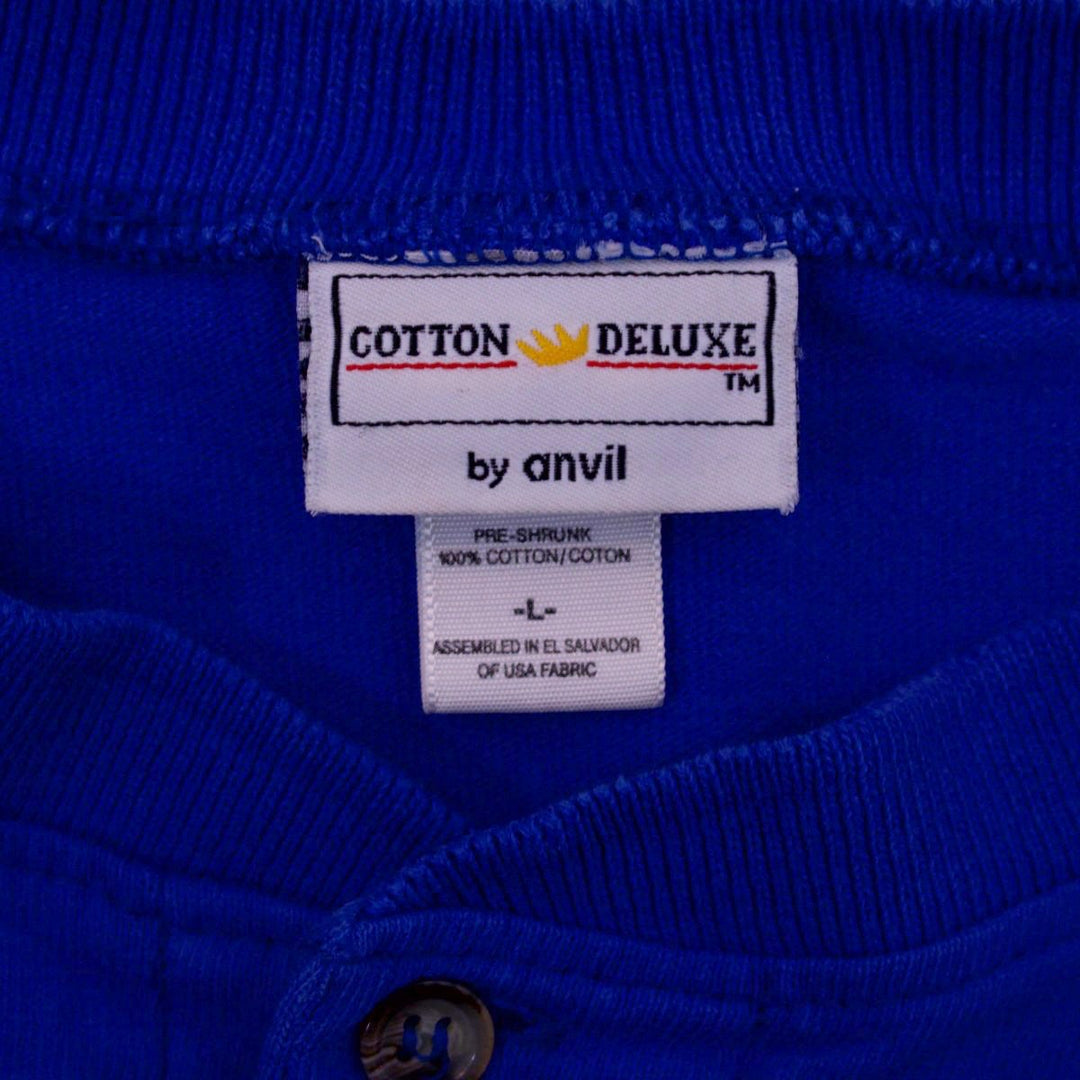 COTTON DELUXE
TM
by anvil
PRE-SHRUNK
100% COTTON/COTON
-L-
ASSEMBLED IN EL SALVADOR
OF USA FABRIC